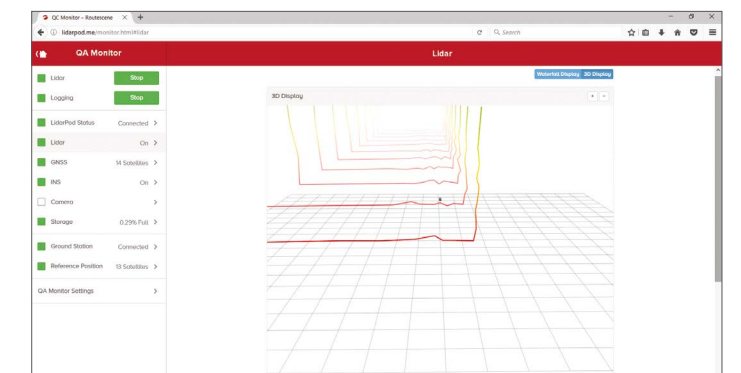 QC Monitor - Routescene
lidarpod.me/monitor.html#lidar
Search
QA Monitor
Lidar
Lidar Stop
Logging Stop
Waterfall Display 3D Display
3D Display
+ -
LidarPod Status Connected
Lidar On
GNSS 14 Satellites
INS On
Camera
Storage 0.29% Full
Ground Station Connected
Reference Position 13 Satellites
QA Monitor Settings